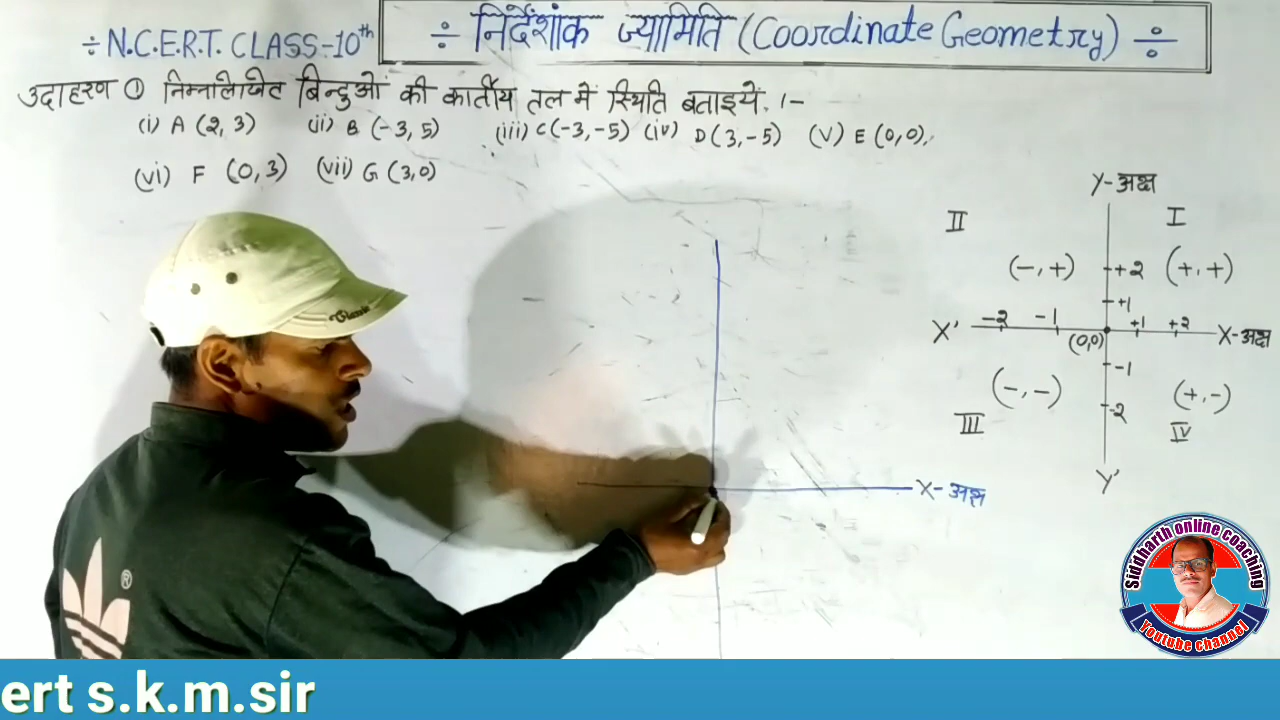 ÷ N.C.E.R.T. CLASS-10th
÷ निर्देशांक ज्यामिति (Coordinate Geometry) ÷
उदाहरण ① निम्नलिखित बिन्दुओं की कार्तीय तल में स्थिति बताइये :-
(i) A (2, 3) (ii) B (-3, 5) (iii) C(-3, -5) (iv) D(3, -5) (V) E (0, 0),
(vi) F (0, 3) (vii) G (3, 0)
Y-अक्ष
II I
(-, +) +2 (+, +)
+1
X' -2 -1 (0,0) +1 +2 X-अक्ष
-1
(-, -) -2 (+, -)
III IV
Y'
X-अक्ष
Siddharth online coaching
Youtube channel
Classic
®
ert s.k.m.sir